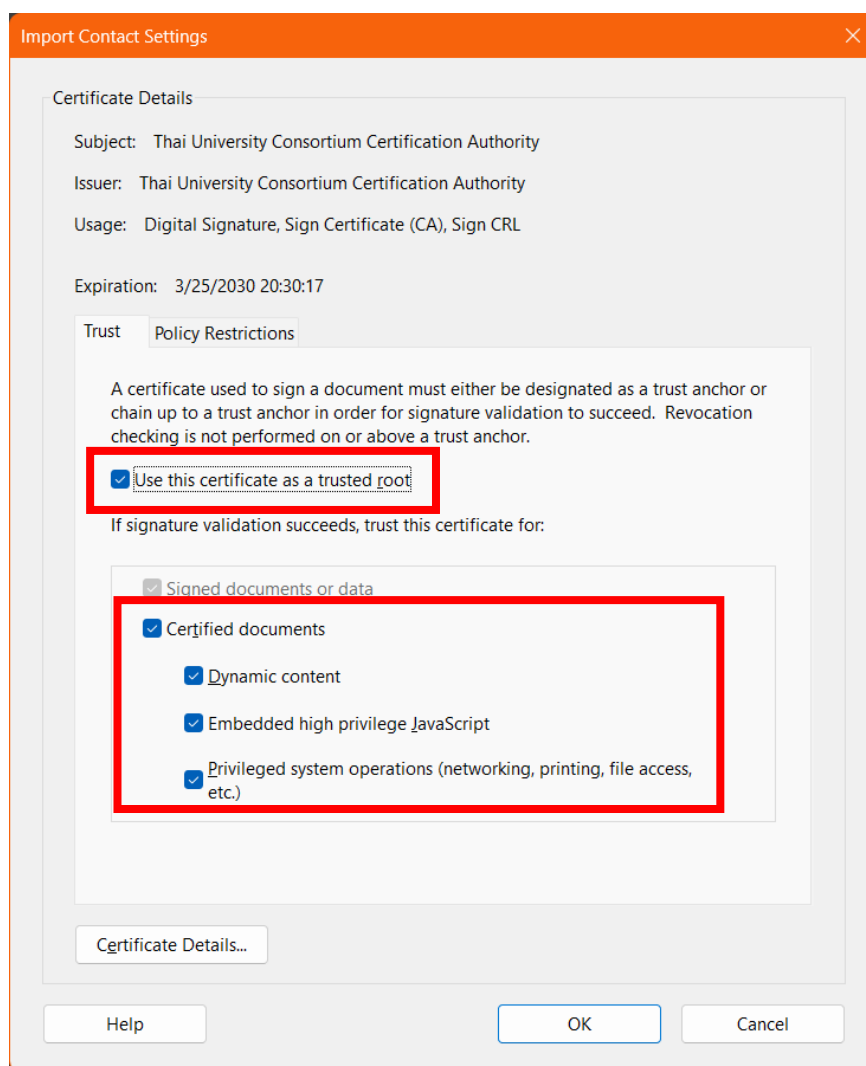 Import Contact Settings
Certificate Details
Subject: Thai University Consortium Certification Authority
Issuer: Thai University Consortium Certification Authority
Usage: Digital Signature, Sign Certificate (CA), Sign CRL
Expiration: 3/25/2030 20:30:17
Trust Policy Restrictions
A certificate used to sign a document must either be designated as a trust anchor or
chain up to a trust anchor in order for signature validation to succeed. Revocation
checking is not performed on or above a trust anchor.
Use this certificate as a trusted root
If signature validation succeeds, trust this certificate for:
Signed documents or data
Certified documents
Dynamic content
Embedded high privilege JavaScript
Privileged system operations (networking, printing, file access,
etc.)
Certificate Details...
Help OK Cancel